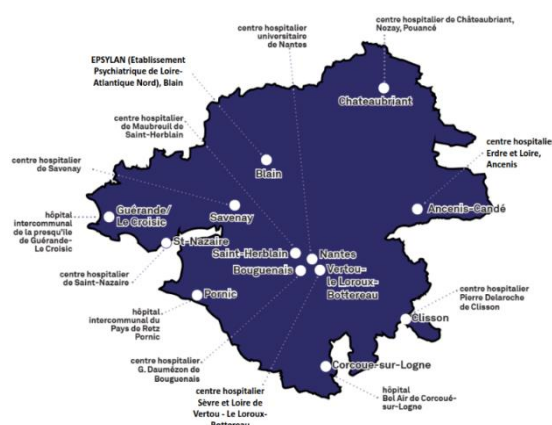 centre hospitalier
universitaire
de Nantes
centre hospitalier de Châteaubriant,
Nozay, Pouancé
EPSYLAN (Etablissement
Psychiatrique de Loire-
Atlantique Nord), Blain
Chateaubriant
centre hospitalier
de Maubreuil de
Saint-Herblain
centre hospitalie
Erdre et Loire,
Ancenis
centre hospitalier
de Savenay
Blain
Savenay
Ancenis-Candé
Guérande/
Le Croisic
hôpital
intercommunal
de la presqu'île
de Guérande-
Le Croisic
St-Nazaire
Saint-Herblain
Nantes
Bouguenais
Vertou-
le Loroux-
Bottereau
centre hospitalier
de Saint-Nazaire
Pornic
centre hospitalier
Pierre Delaroche
de Clisson
Clisson
hôpital
intercommunal du
Pays de Retz
Pornic
centre hospitalier
G. Daumézon de
Bouguenais
Corcoue-sur-Logne
centre hospitalier
Sèvre et Loire de
Vertou - Le Loroux-
Bottereau
hôpital
Bel Air de Corcoué-
sur-Logne